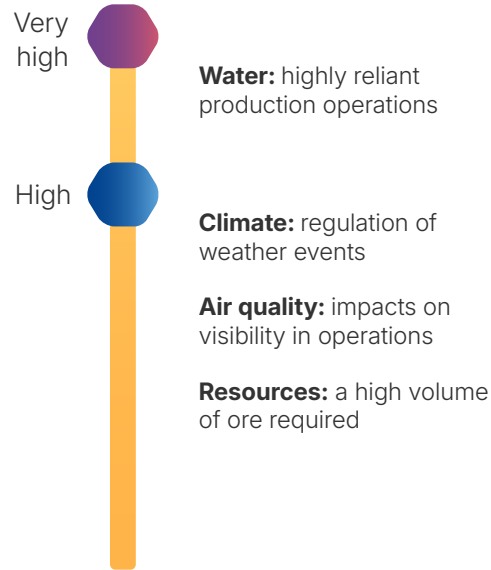 Very
high
Water: highly reliant
production operations
High
Climate: regulation of
weather events
Air quality: impacts on
visibility in operations
Resources: a high volume
of ore required